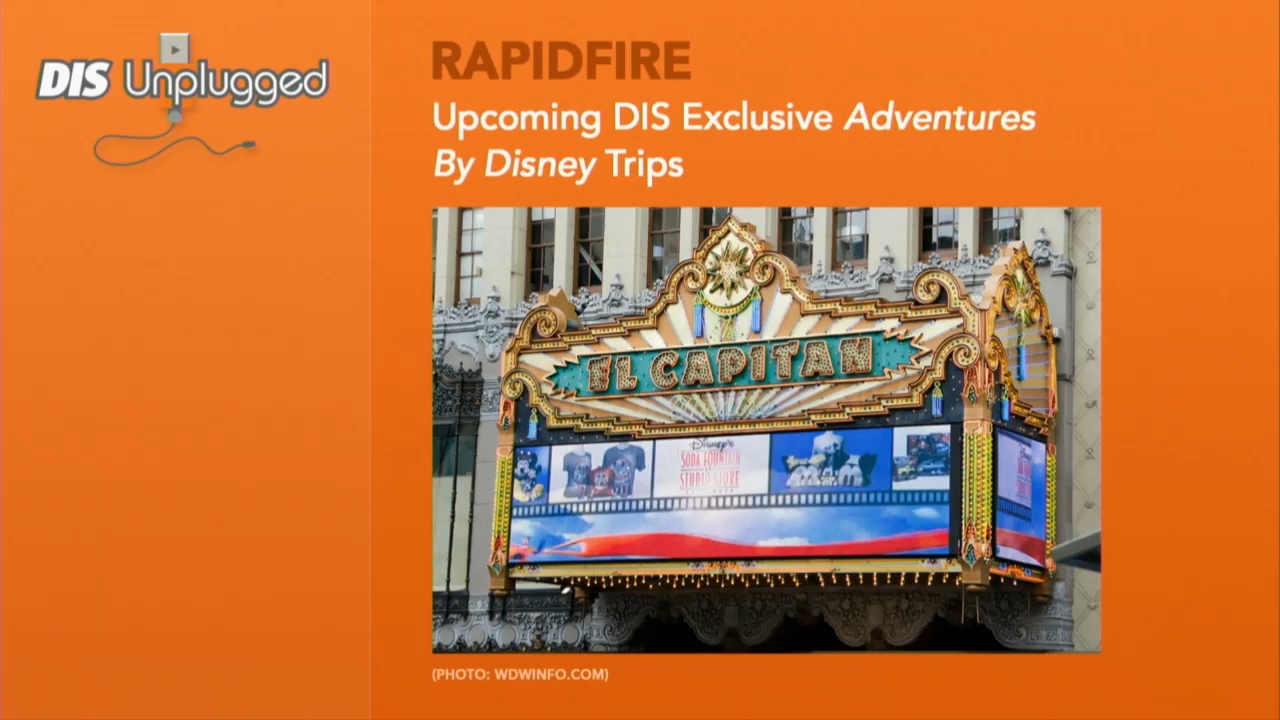 DIS Unplugged
RAPIDFIRE
Upcoming DIS Exclusive Adventures
By Disney Trips
EL CAPITAN
Disney's
SODA FOUNTAIN
STUDIO STORE
(PHOTO: WDWINFO.COM)